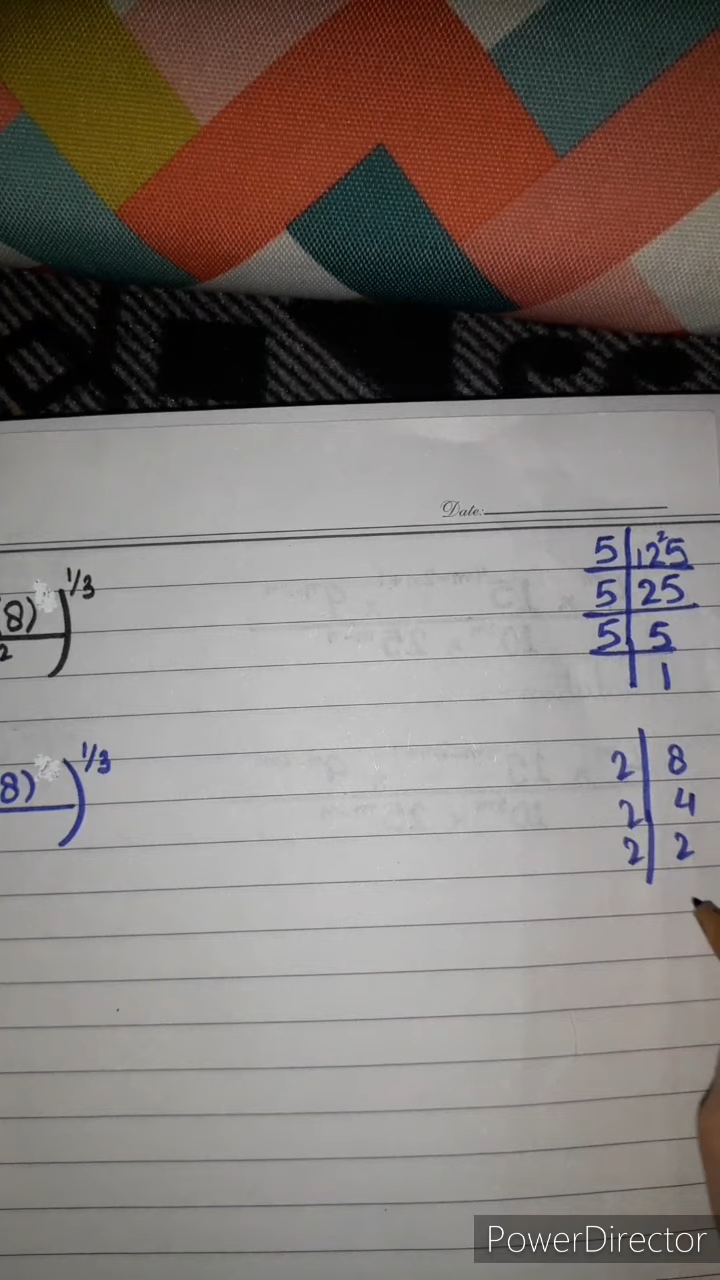 Date:
8) 1/3
2
8) 1/3
5 | 125
5 | 25
5 | 5
1
2 | 8
2 | 4
2 | 2
PowerDirector